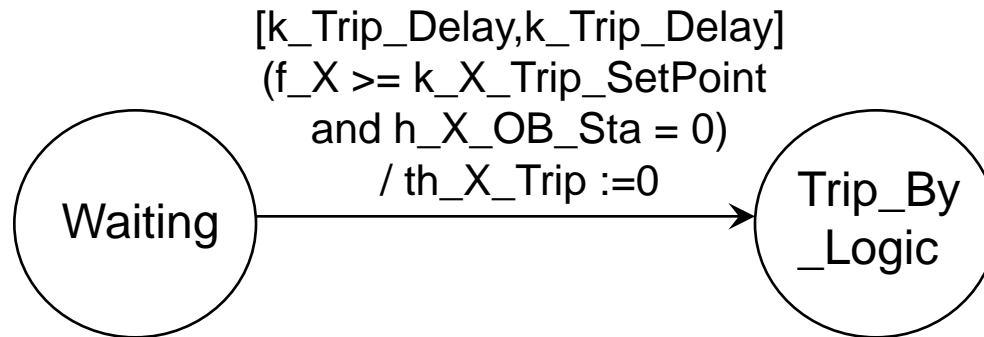 [k_Trip_Delay,k_Trip_Delay]
(f_X >= k_X_Trip_SetPoint
and h_X_OB_Sta = 0)
/ th_X_Trip :=0
Waiting
Trip_By
_Logic